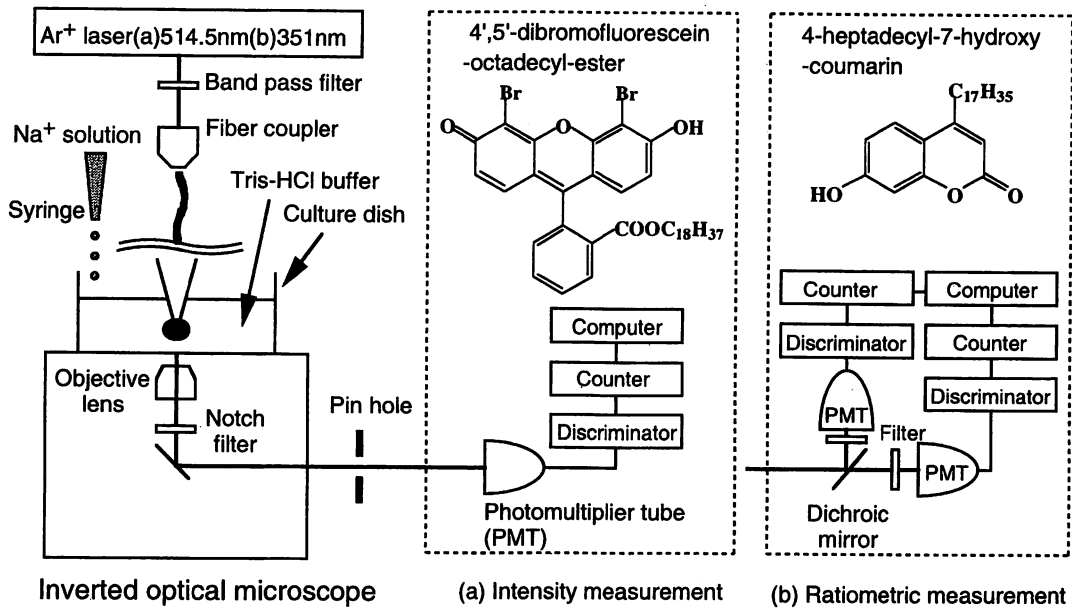 Ar⁺ laser(a)514.5nm(b)351nm
Band pass filter
Fiber coupler
Na⁺ solution
Syringe
Tris-HCl buffer
Culture dish
Objective
lens
Notch
filter
Pin hole
Inverted optical microscope
4',5'-dibromofluorescein
-octadecyl-ester
Br
Br
O
O
OH
COOC₁₈H₃₇
Computer
Counter
Discriminator
Photomultiplier tube
(PMT)
(a) Intensity measurement
4-heptadecyl-7-hydroxy
-coumarin
C₁₇H₃₅
HO
O
O
Counter
Computer
Discriminator
Counter
Discriminator
PMT
Filter
PMT
Dichroic
mirror
(b) Ratiometric measurement